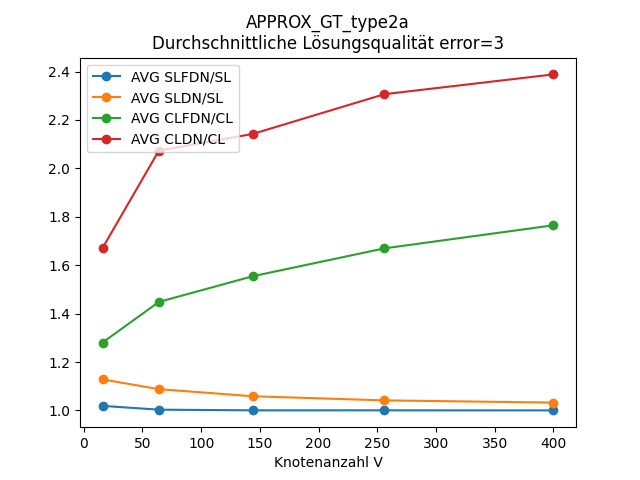 APPROX_GT_type2a
Durchschnittliche Lösungsqualität error=3
AVG SLFDN/SL
AVG SLDN/SL
AVG CLFDN/CL
AVG CLDN/CL
2.4
2.2
2.0
1.8
1.6
1.4
1.2
1.0
0 50 100 150 200 250 300 350 400
Knotenanzahl V